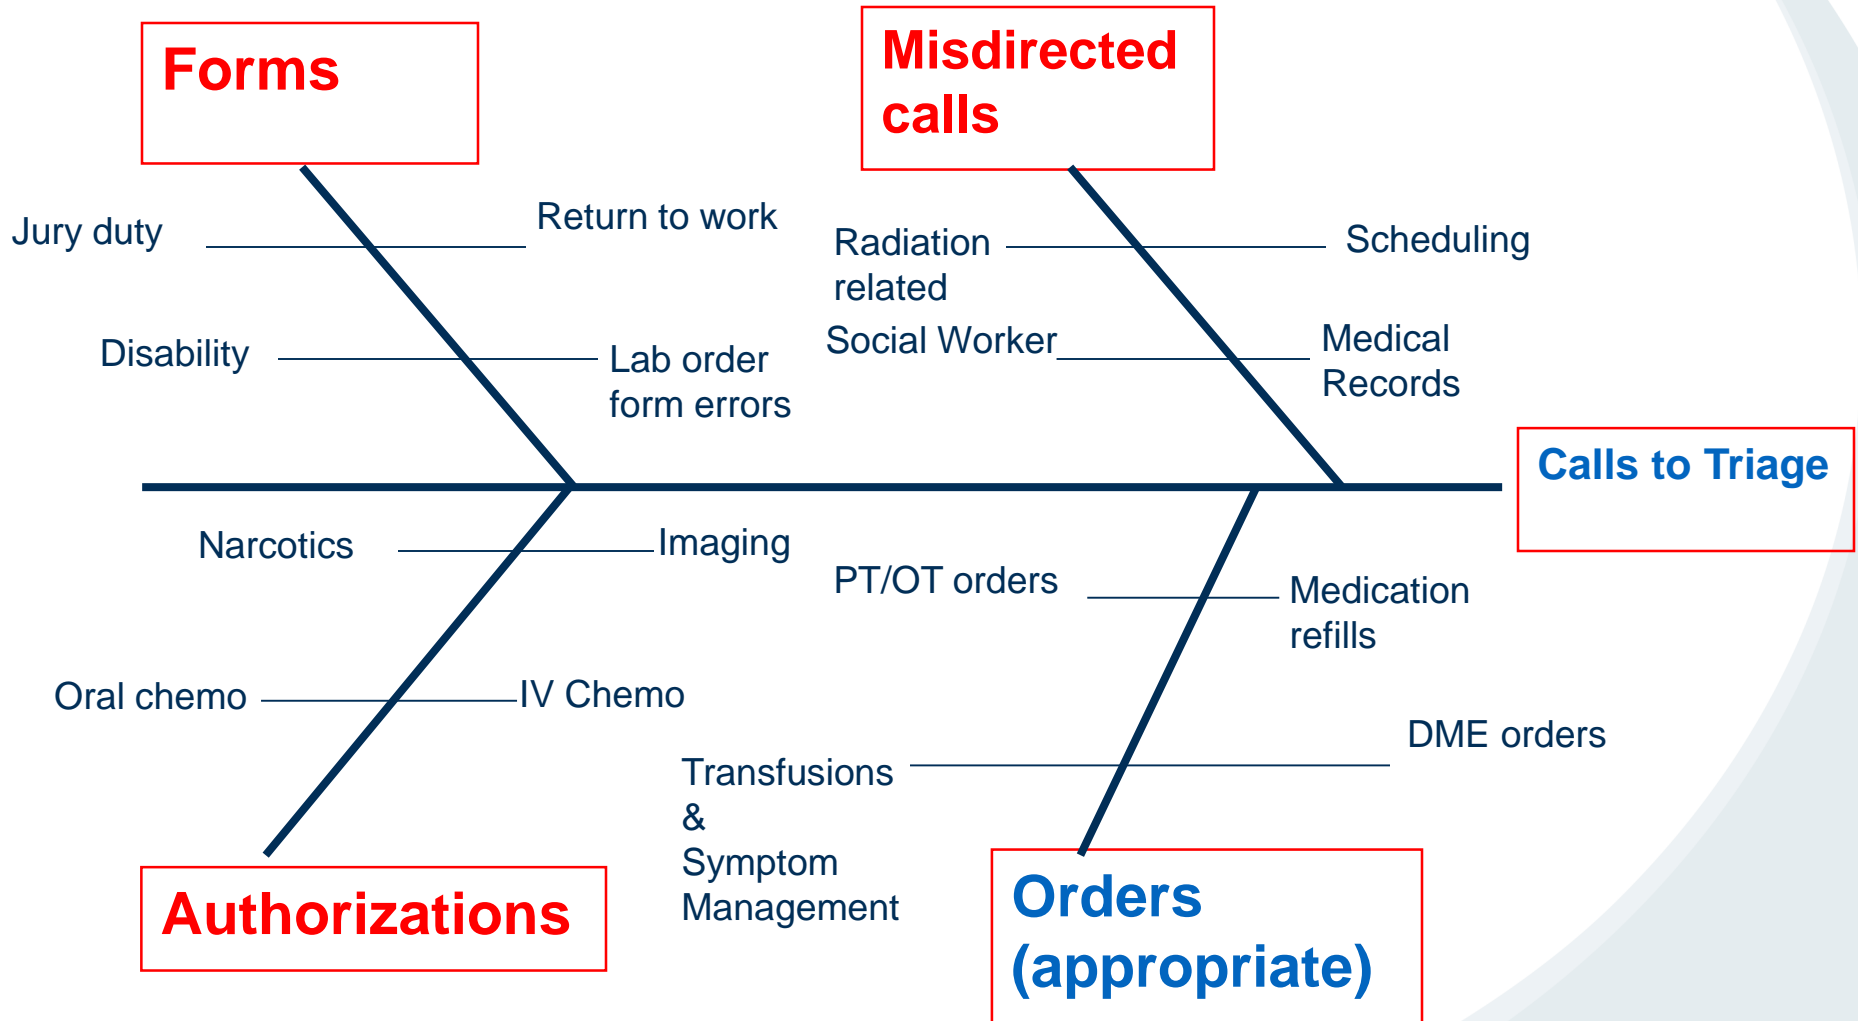 Forms
Misdirected
calls
Jury duty
Return to work
Radiation
related
Scheduling
Disability
Lab order
form errors
Social Worker
Medical
Records
Calls to Triage
Narcotics
Imaging
PT/OT orders
Medication
refills
Oral chemo
IV Chemo
Transfusions
&
Symptom
Management
DME orders
Authorizations
Orders
(appropriate)